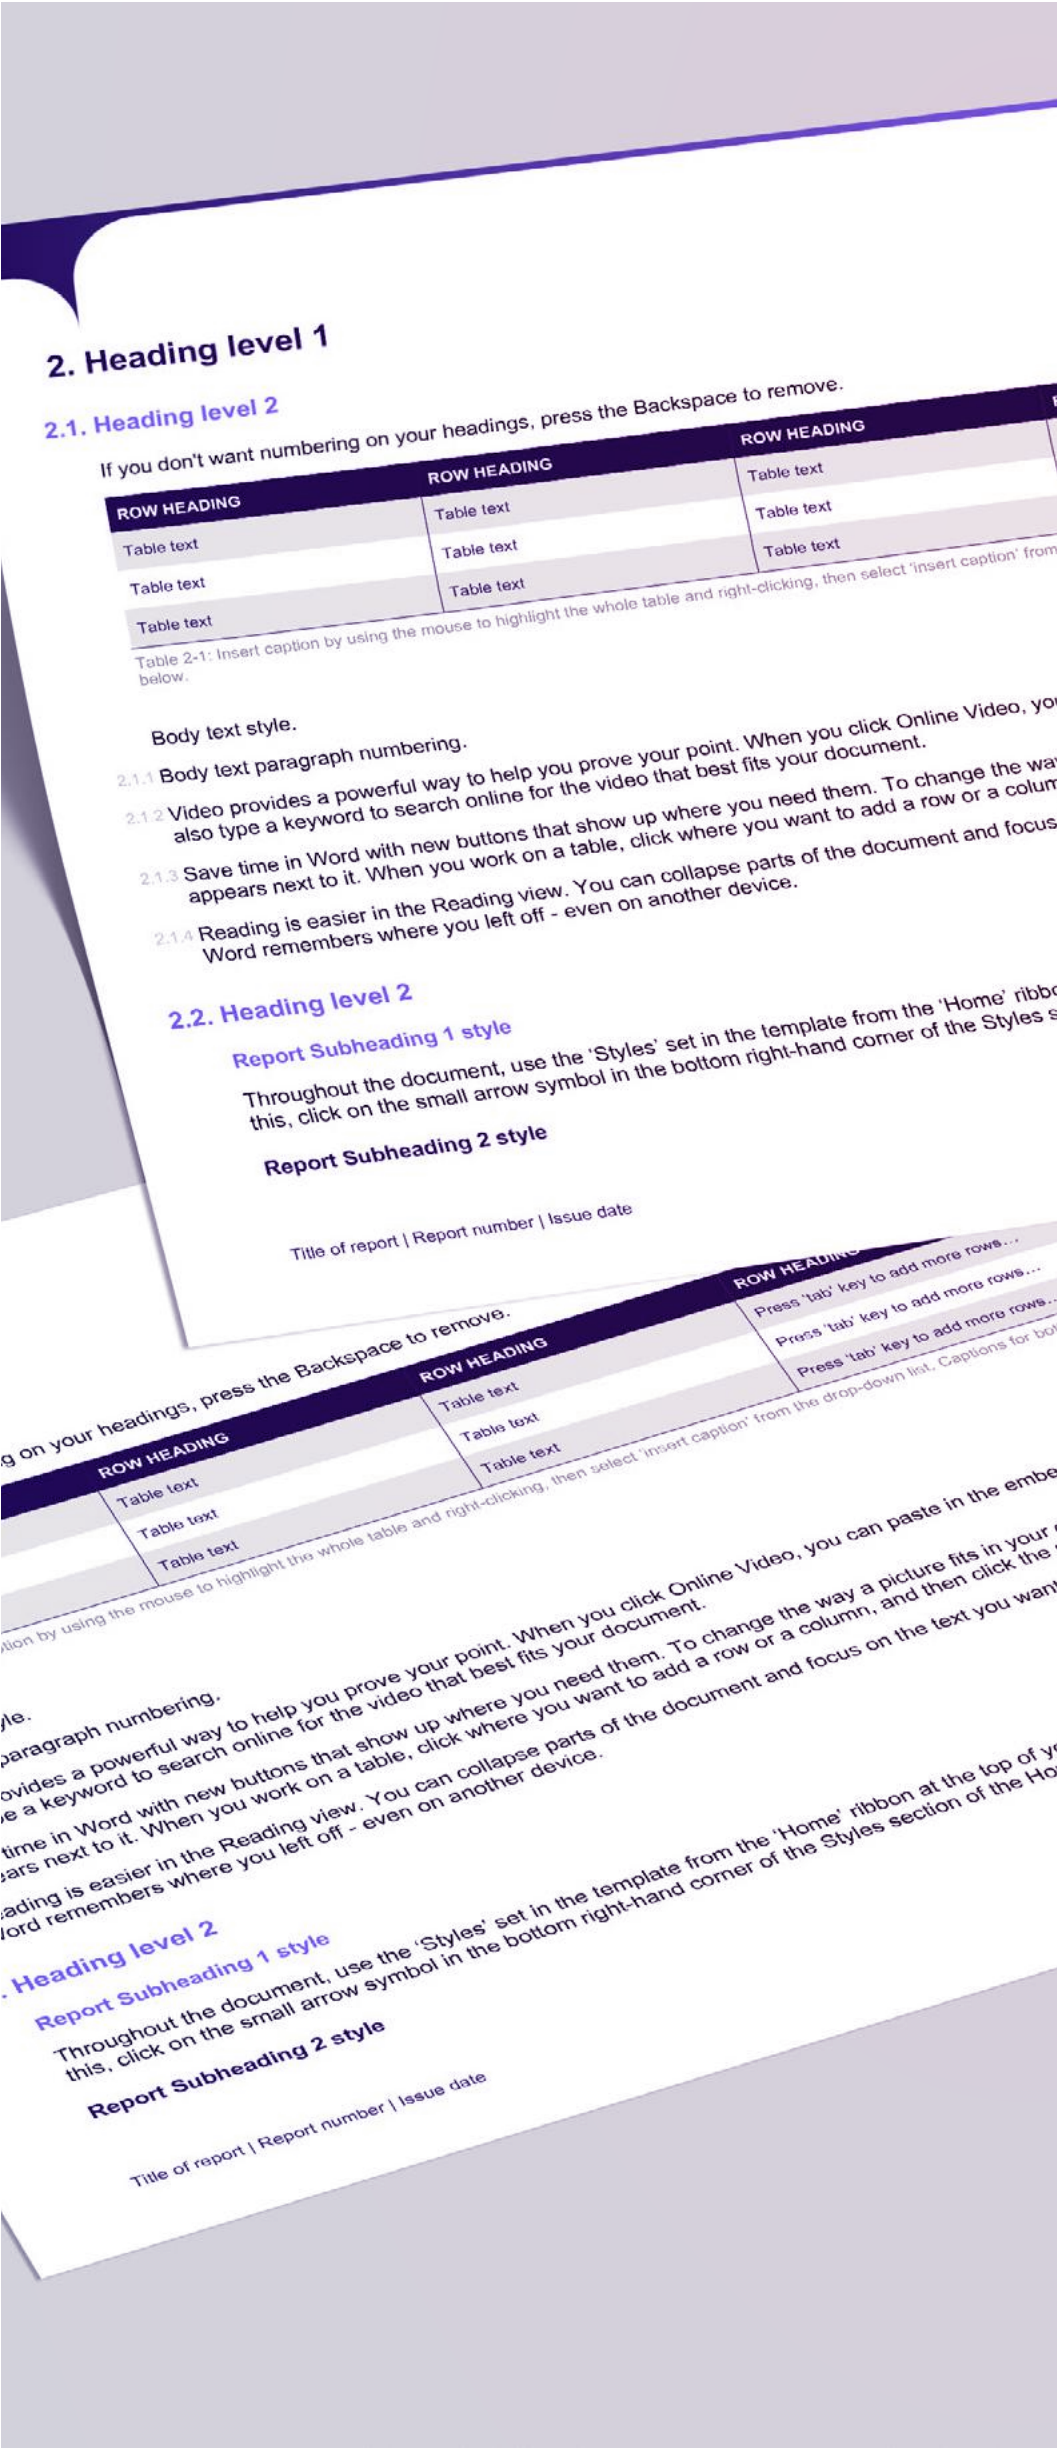 2. Heading level 1
2.1. Heading level 2
If you don't want numbering on your headings, press the Backspace to remove.
ROW HEADING ROW HEADING ROW HEADING
Table text Table text Table text
Table text Table text Table text
Table text Table text Table text
Table 2-1: Insert caption by using the mouse to highlight the whole table and right-clicking, then select 'insert caption' from
below.
Body text style.
2.1.1 Body text paragraph numbering.
2.1.2 Video provides a powerful way to help you prove your point. When you click Online Video, you
also type a keyword to search online for the video that best fits your document.
2.1.3 Save time in Word with new buttons that show up where you need them. To change the way
appears next to it. When you work on a table, click where you want to add a row or a colum
2.1.4 Reading is easier in the Reading view. You can collapse parts of the document and focus
Word remembers where you left off - even on another device.
2.2. Heading level 2
Report Subheading 1 style
Throughout the document, use the 'Styles' set in the template from the 'Home' ribbo
this, click on the small arrow symbol in the bottom right-hand corner of the Styles s
Report Subheading 2 style
Title of report | Report number | Issue date
g on your headings, press the Backspace to remove.
ROW HEADING ROW HEADING ROW HEADING
Table text Table text Press 'tab' key to add more rows...
Table text Table text Press 'tab' key to add more rows...
Table text Table text Press 'tab' key to add more rows...
tion by using the mouse to highlight the whole table and right-clicking, then select 'insert caption' from the drop-down list. Captions for bot
yle.
paragraph numbering.
ovides a powerful way to help you prove your point. When you click Online Video, you can paste in the embe
e a keyword to search online for the video that best fits your document.
time in Word with new buttons that show up where you need them. To change the way a picture fits in your
ears next to it. When you work on a table, click where you want to add a row or a column, and then click the
ading is easier in the Reading view. You can collapse parts of the document and focus on the text you want
Word remembers where you left off - even on another device.
. Heading level 2
Report Subheading 1 style
Throughout the document, use the 'Styles' set in the template from the 'Home' ribbon at the top of yo
this, click on the small arrow symbol in the bottom right-hand corner of the Styles section of the Ho
Report Subheading 2 style
Title of report | Report number | Issue date